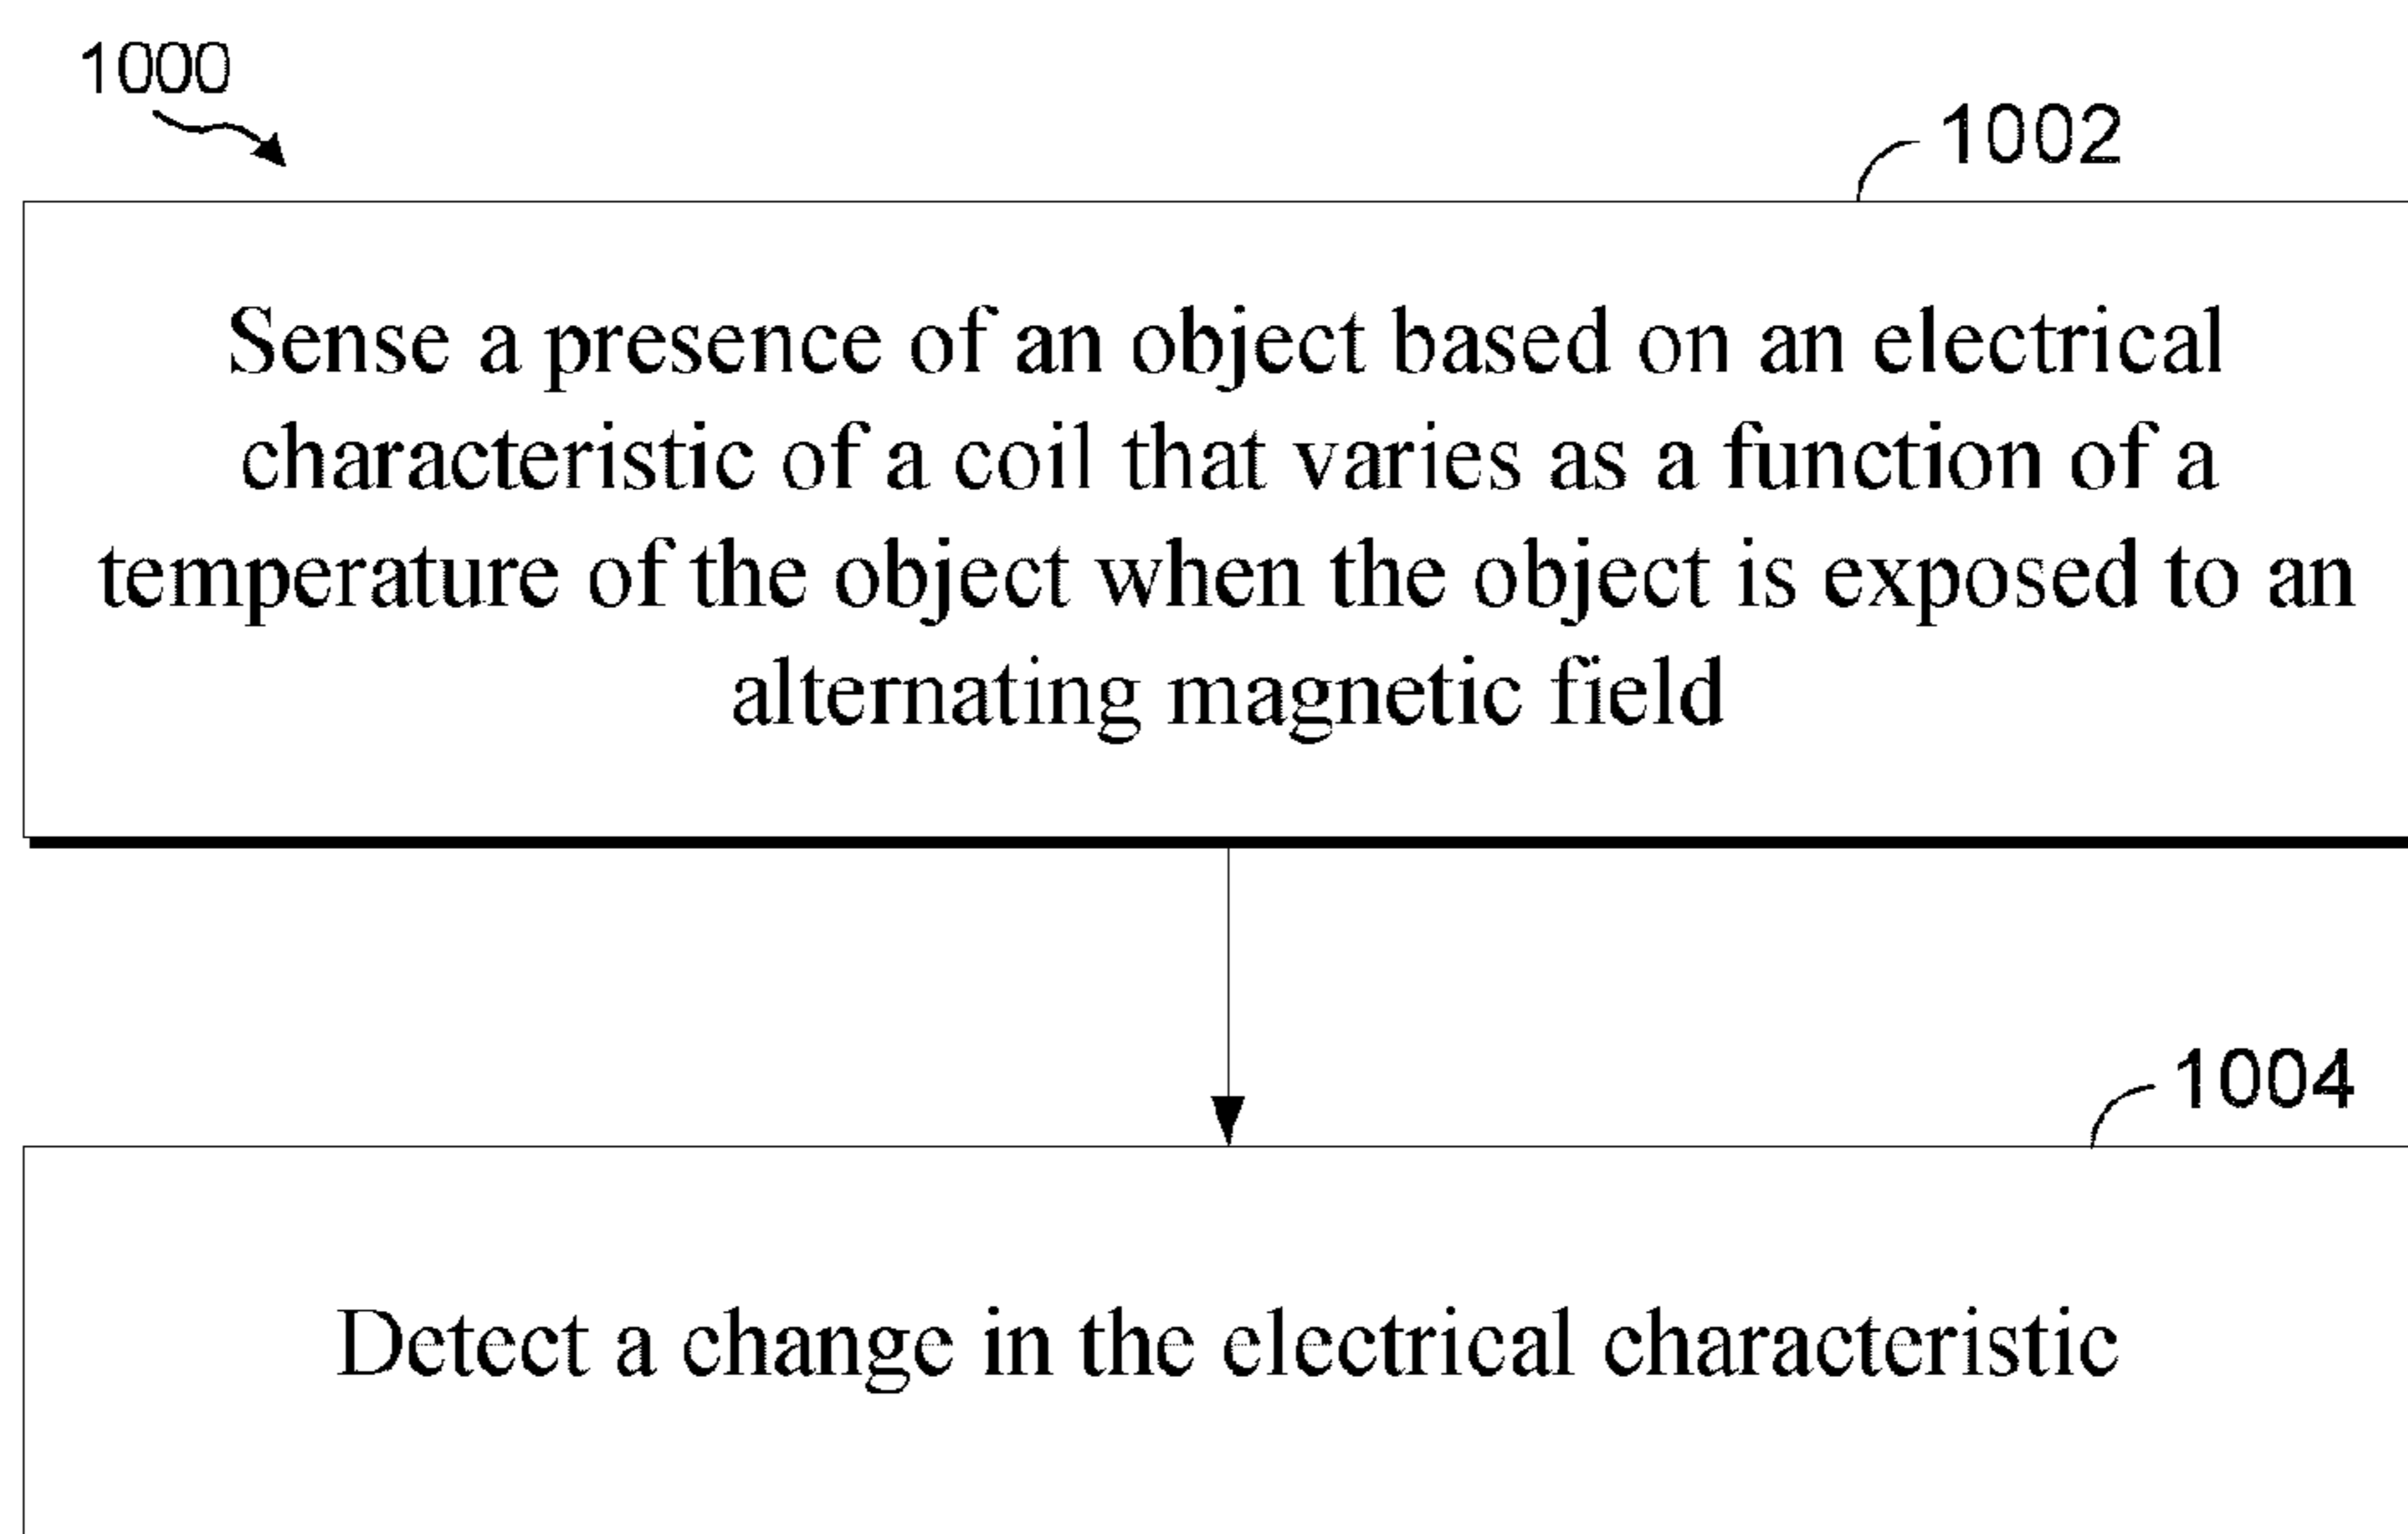 1000
1002
Sense a presence of an object based on an electrical
characteristic of a coil that varies as a function of a
temperature of the object when the object is exposed to an
alternating magnetic field
1004
Detect a change in the electrical characteristic